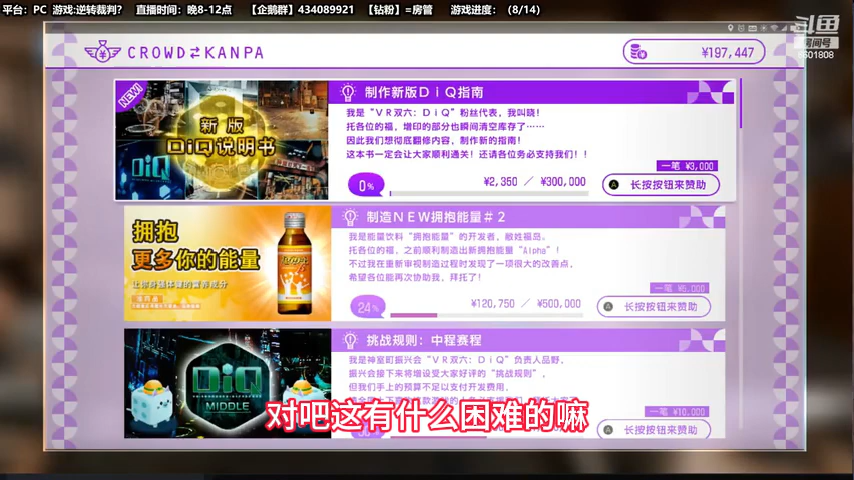 平台：PC 游戏:逆转裁判？ 直播时间：晚8-12点 【企鹅群】434089921 【钻粉】=房管 游戏进度：（8/14）
斗鱼
房间号
6601808
CROWD⇄KANPA
¥197,447
NEW!
新版
DiQ说明书
DiQ
制作新版DiQ指南
我是“VR双六：DiQ”粉丝代表，我叫晓！
托各位的福，增印的部分也瞬间清空库存了……
因此我们想彻底翻修内容，制作新的指南！
这本书一定会让大家顺利通关！还请各位务必支持我们！！
一笔 ¥3,000
0%
¥2,350 ／ ¥300,000
A 长按按钮来赞助
拥抱
更多你的能量
制造NEW拥抱能量＃2
我是能量饮料“拥抱能量”的开发者，敝姓福岛。
托各位的福，之前顺利制造出新拥抱能量“Alpha”！
不过我在重新审视制造过程时发现了一项很大的改善点，
希望各位能再次协助我，拜托了！
一笔 ¥5,000
24%
¥120,750 ／ ¥500,000
A 长按按钮来赞助
DiQ
MIDDLE
挑战规则：中程赛程
我是神室町振兴会“VR双六：DiQ”负责人品野，
振兴会接下来将增设受大家好评的“挑战规则”，
但我们手上的预算不足以支付开发费用，
一笔 ¥10,000
A 长按按钮来赞助
对吧这有什么困难的嘛